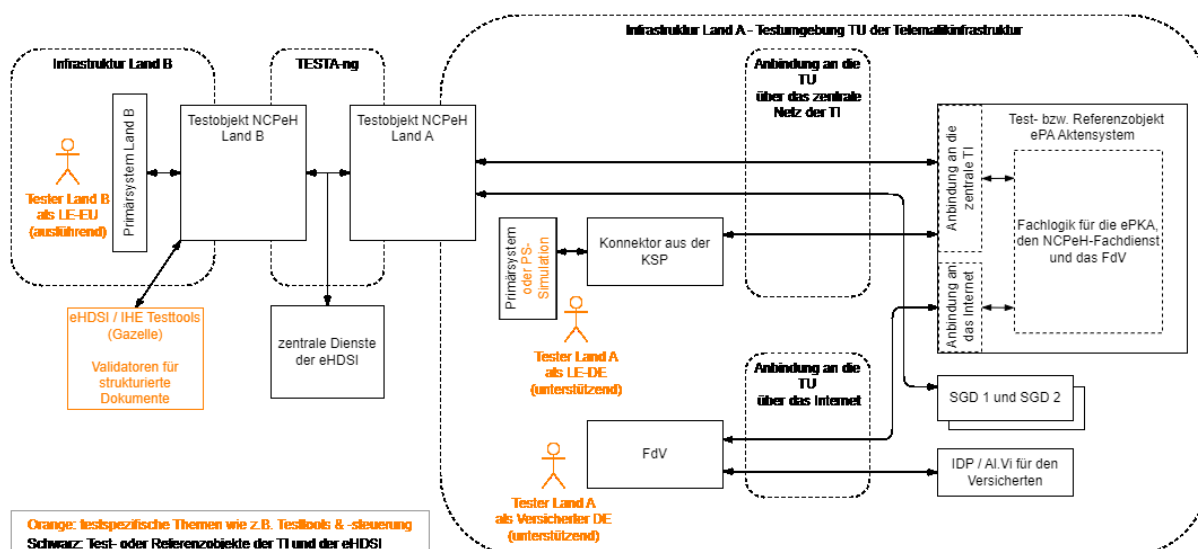 Infrastruktur Land A - Testumgebung TU der Telematikinfrastruktur
Infrastruktur Land B
TESTA-ng
Anbindung an die
TU
über das zentrale
Netz der TI
Primärsystem Land B
Testobjekt NCPeH
Land B
Testobjekt NCPeH
Land A
Tester Land B
als LE-EU
(ausführend)
Test- bzw. Referenzobjekt
ePA Aktensystem
Anbindung an die
zentrale TI
Fachlogik für die ePKA,
den NCPeH-Fachdienst
und das FdV
Anbindung an
das Internet
Primärsystem
oder PS-
Simulation
Konnektor aus der
KSP
eHDSI / IHE Testtools
(Gazelle)
Validatoren für
strukturierte
Dokumente
zentrale Dienste
der eHDSI
Tester Land A
als LE-DE
(unterstützend)
Anbindung an die
TU
über das Internet
SGD 1 und SGD 2
FdV
IDP / Al.Vi für den
Versicherten
Tester Land A
als Versicherter DE
(unterstützend)
Orange: testspezifische Themen wie z.B. Testtools & -steuerung
Schwarz: Test- oder Referenzobjekte der TI und der eHDSI